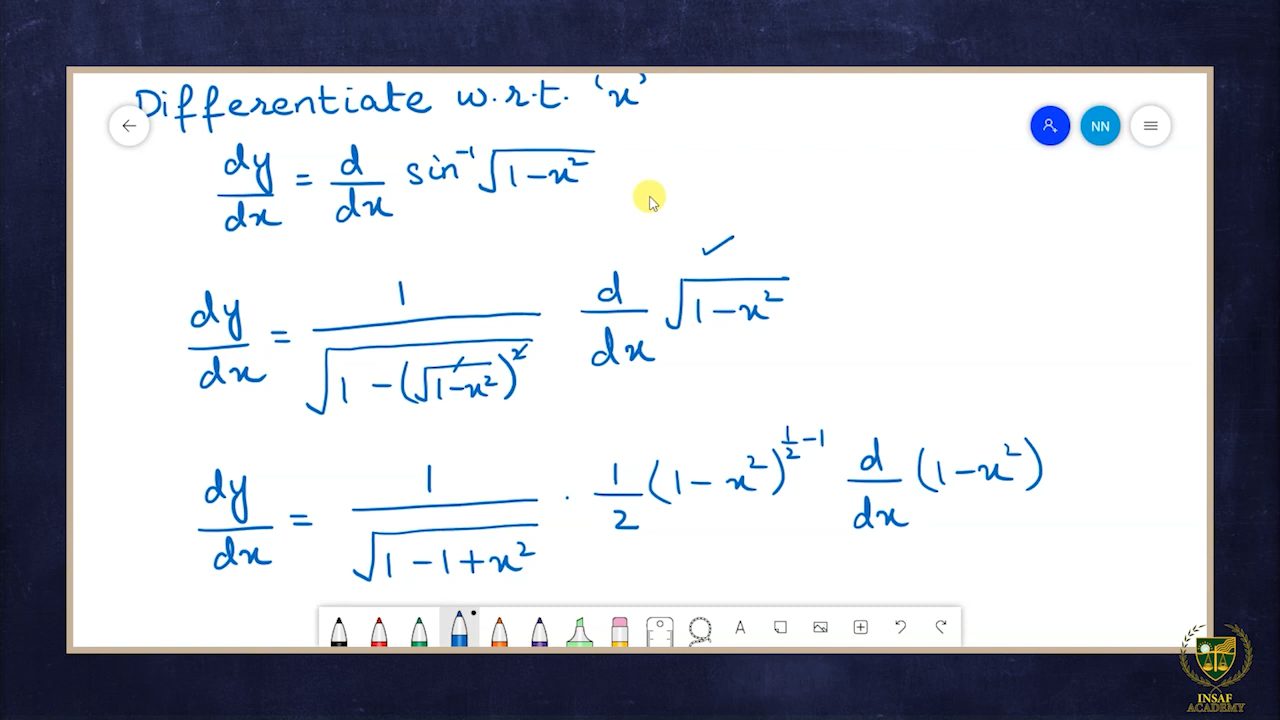 Differentiate w.r.t. 'x'
dy/dx = d/dx sin⁻¹ √(1-x²)
dy/dx = 1/√(1-(√(1-x²))²) d/dx √(1-x²)
dy/dx = 1/√(1-1+x²) · 1/2 (1-x²)^(1/2-1) d/dx (1-x²)
NN
A
INSAF
ACADEMY